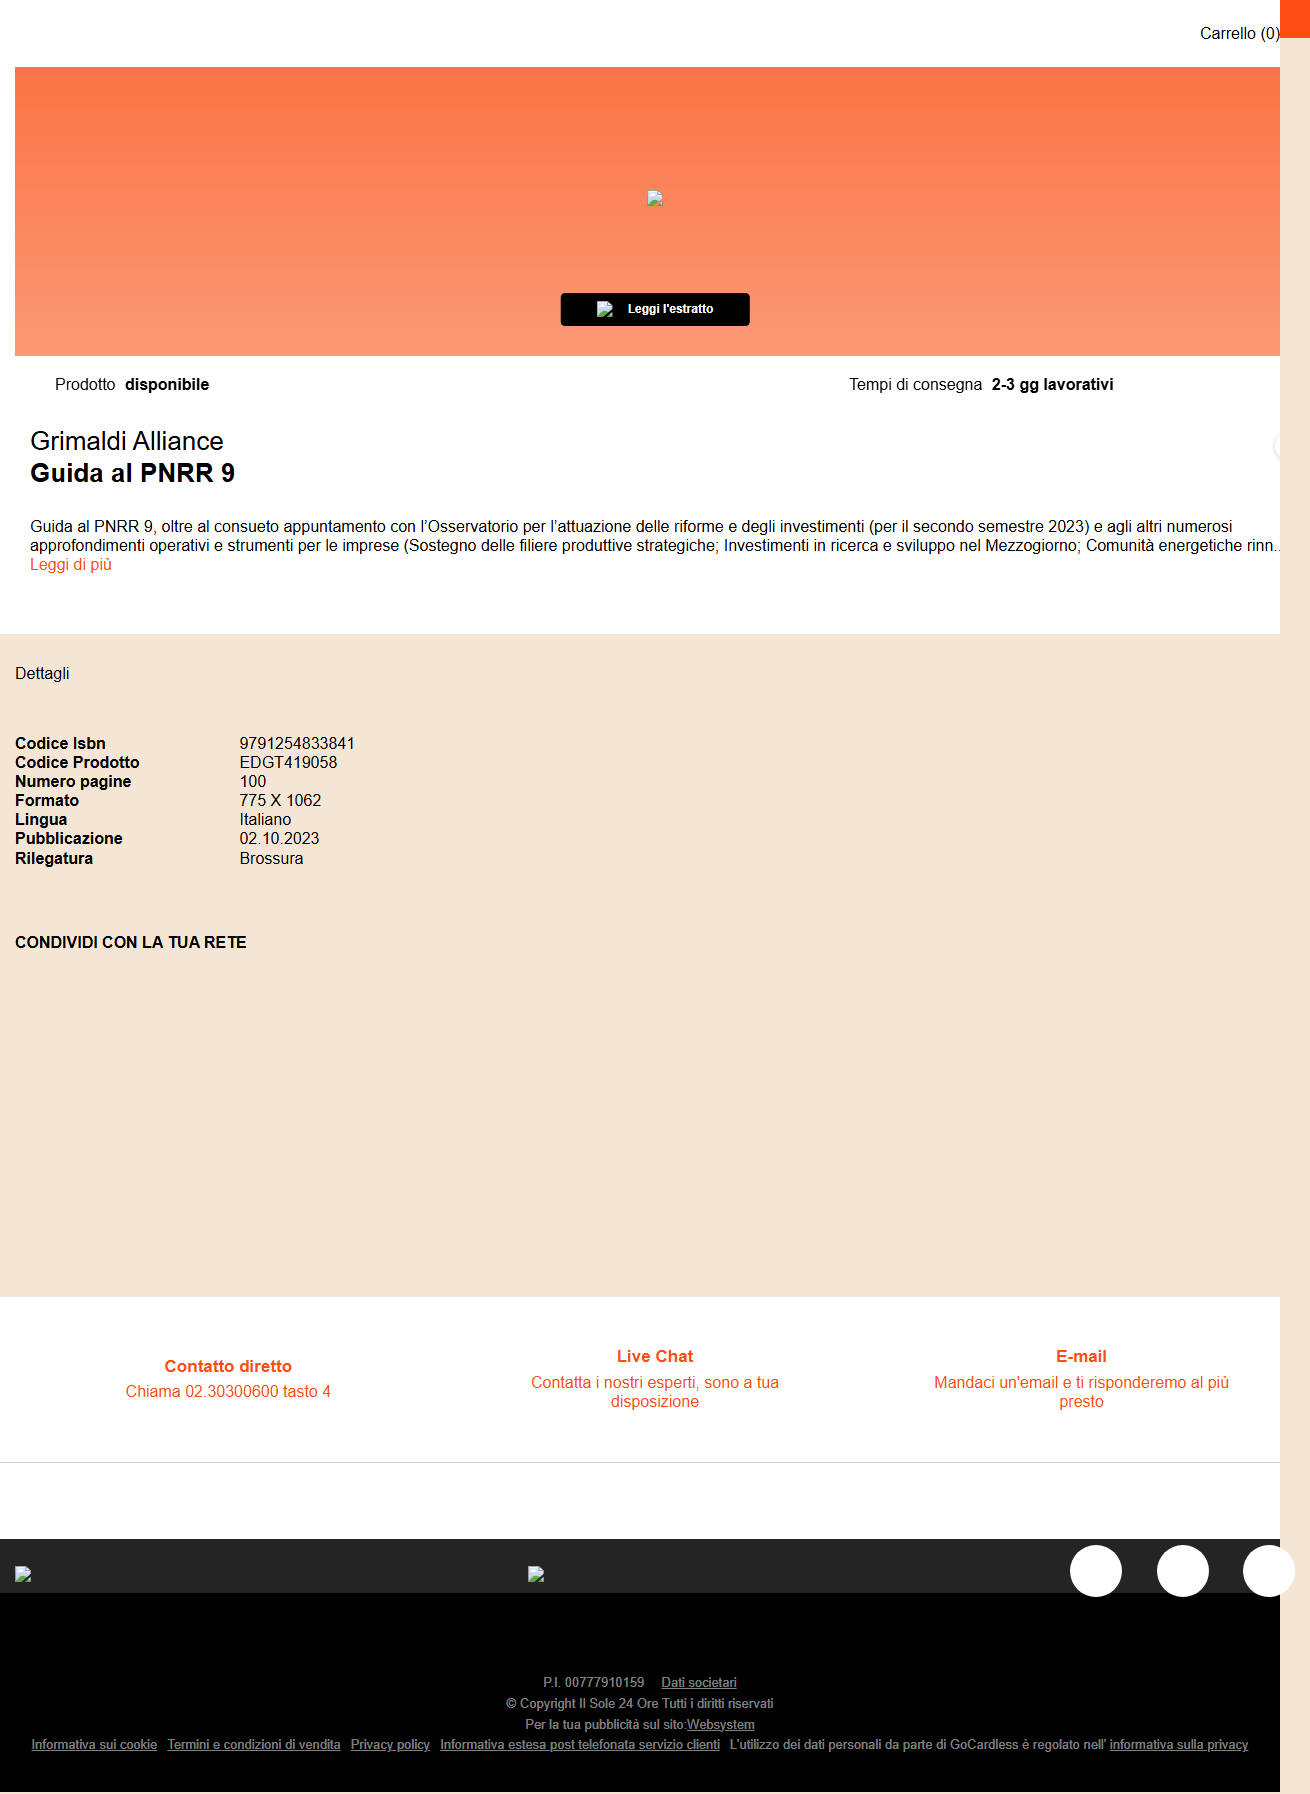 Carrello (0)
Leggi l'estratto
Prodotto disponibile
Tempi di consegna 2-3 gg lavorativi
Grimaldi Alliance
Guida al PNRR 9
Guida al PNRR 9, oltre al consueto appuntamento con l’Osservatorio per l’attuazione delle riforme e degli investimenti (per il secondo semestre 2023) e agli altri numerosi
approfondimenti operativi e strumenti per le imprese (Sostegno delle filiere produttive strategiche; Investimenti in ricerca e sviluppo nel Mezzogiorno; Comunità energetiche rinn...
Leggi di più
Dettagli
Codice Isbn 9791254833841
Codice Prodotto EDGT419058
Numero pagine 100
Formato 775 X 1062
Lingua Italiano
Pubblicazione 02.10.2023
Rilegatura Brossura
CONDIVIDI CON LA TUA RETE
Contatto diretto
Chiama 02.30300600 tasto 4
Live Chat
Contatta i nostri esperti, sono a tua
disposizione
E-mail
Mandaci un'email e ti risponderemo al più
presto
P.I. 00777910159 Dati societari
© Copyright Il Sole 24 Ore Tutti i diritti riservati
Per la tua pubblicità sul sito:Websystem
Informativa sui cookie Termini e condizioni di vendita Privacy policy Informativa estesa post telefonata servizio clienti L'utilizzo dei dati personali da parte di GoCardless è regolato nell' informativa sulla privacy